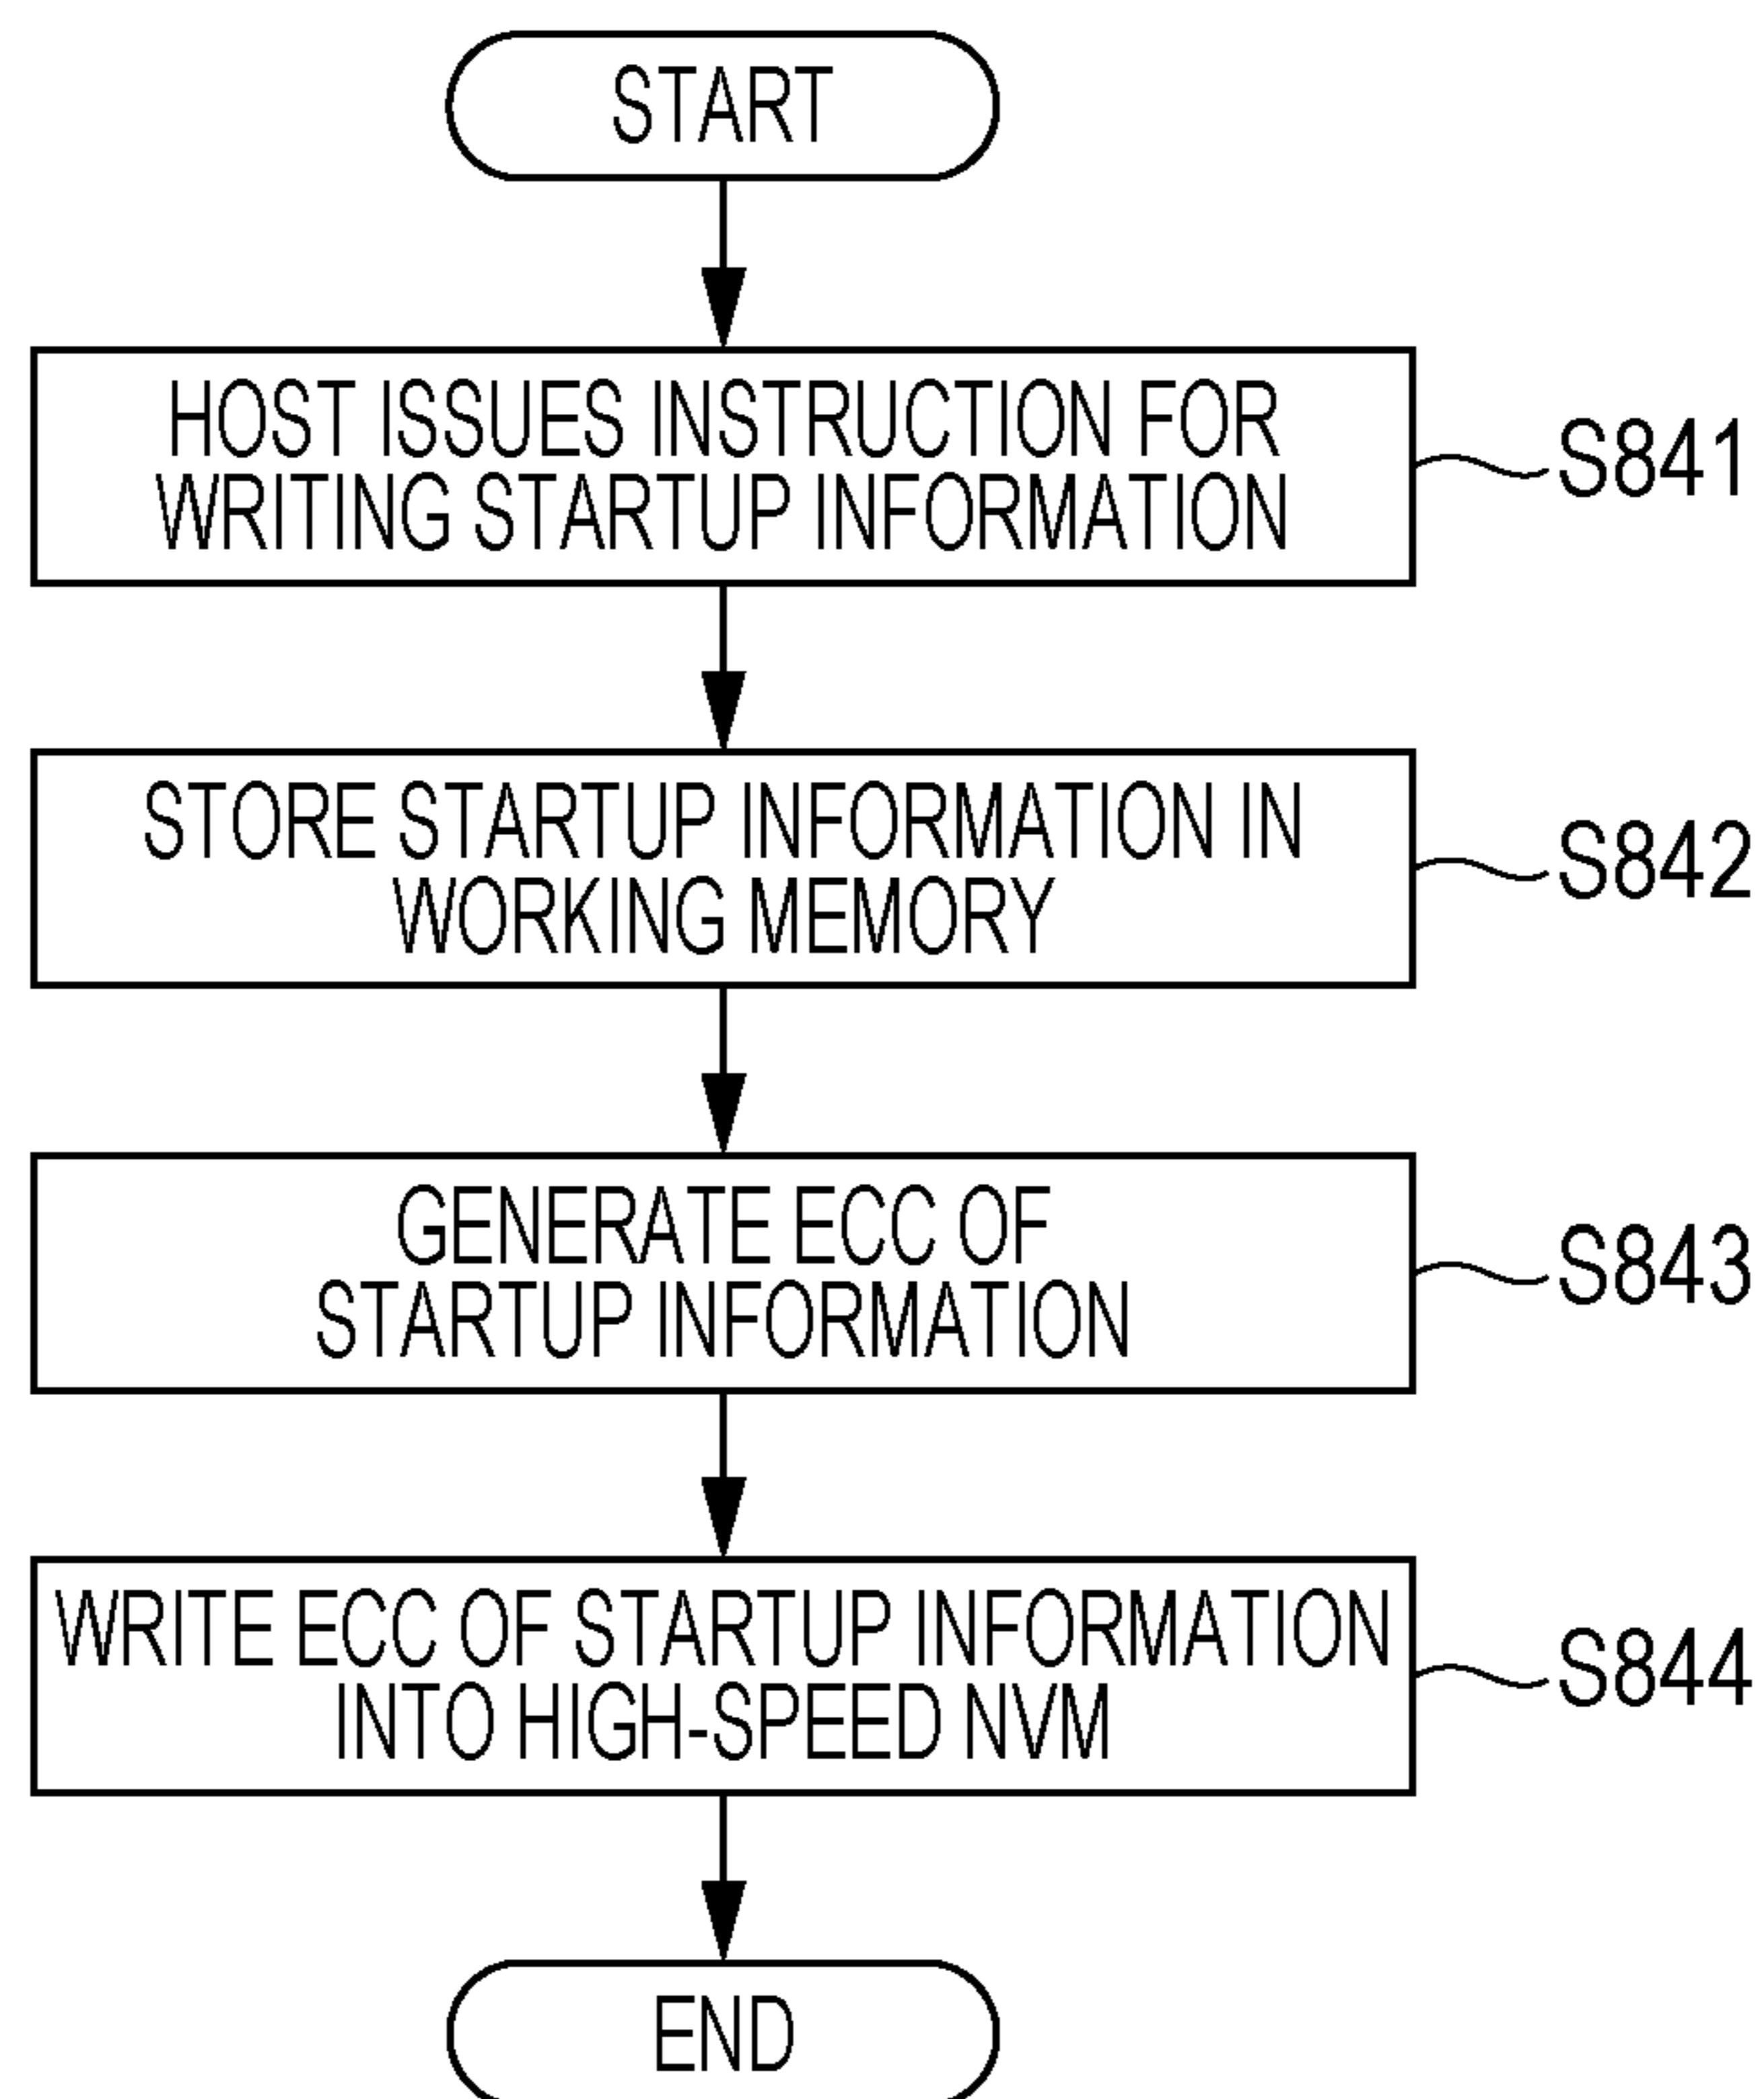 START
HOST ISSUES INSTRUCTION FOR
WRITING STARTUP INFORMATION
S841
STORE STARTUP INFORMATION IN
WORKING MEMORY
S842
GENERATE ECC OF
STARTUP INFORMATION
S843
WRITE ECC OF STARTUP INFORMATION
INTO HIGH-SPEED NVM
S844
END